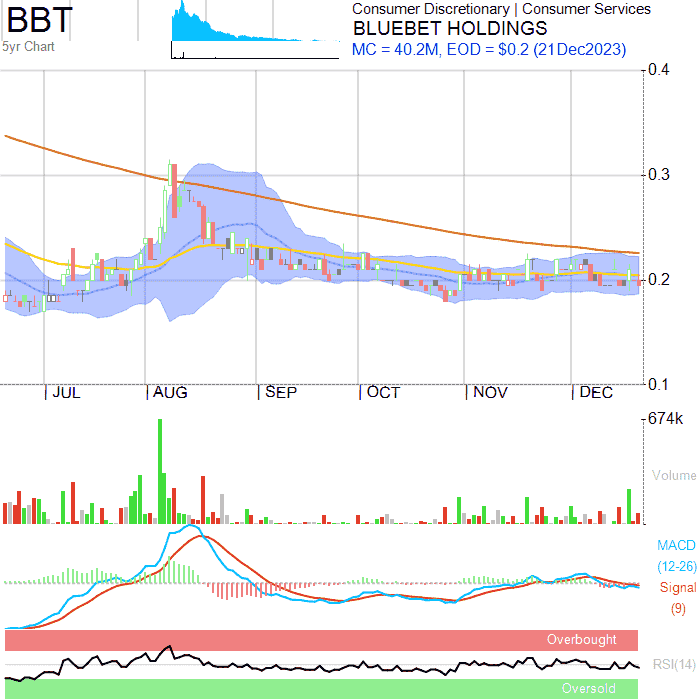 BBT
5yr Chart
Consumer Discretionary | Consumer Services
BLUEBET HOLDINGS
MC = 40.2M, EOD = $0.2 (21Dec2023)
0.4
0.3
0.2
0.1
JUL AUG SEP OCT NOV DEC
674k
Volume
MACD
(12-26)
Signal
(9)
Overbought
RSI(14)
Oversold